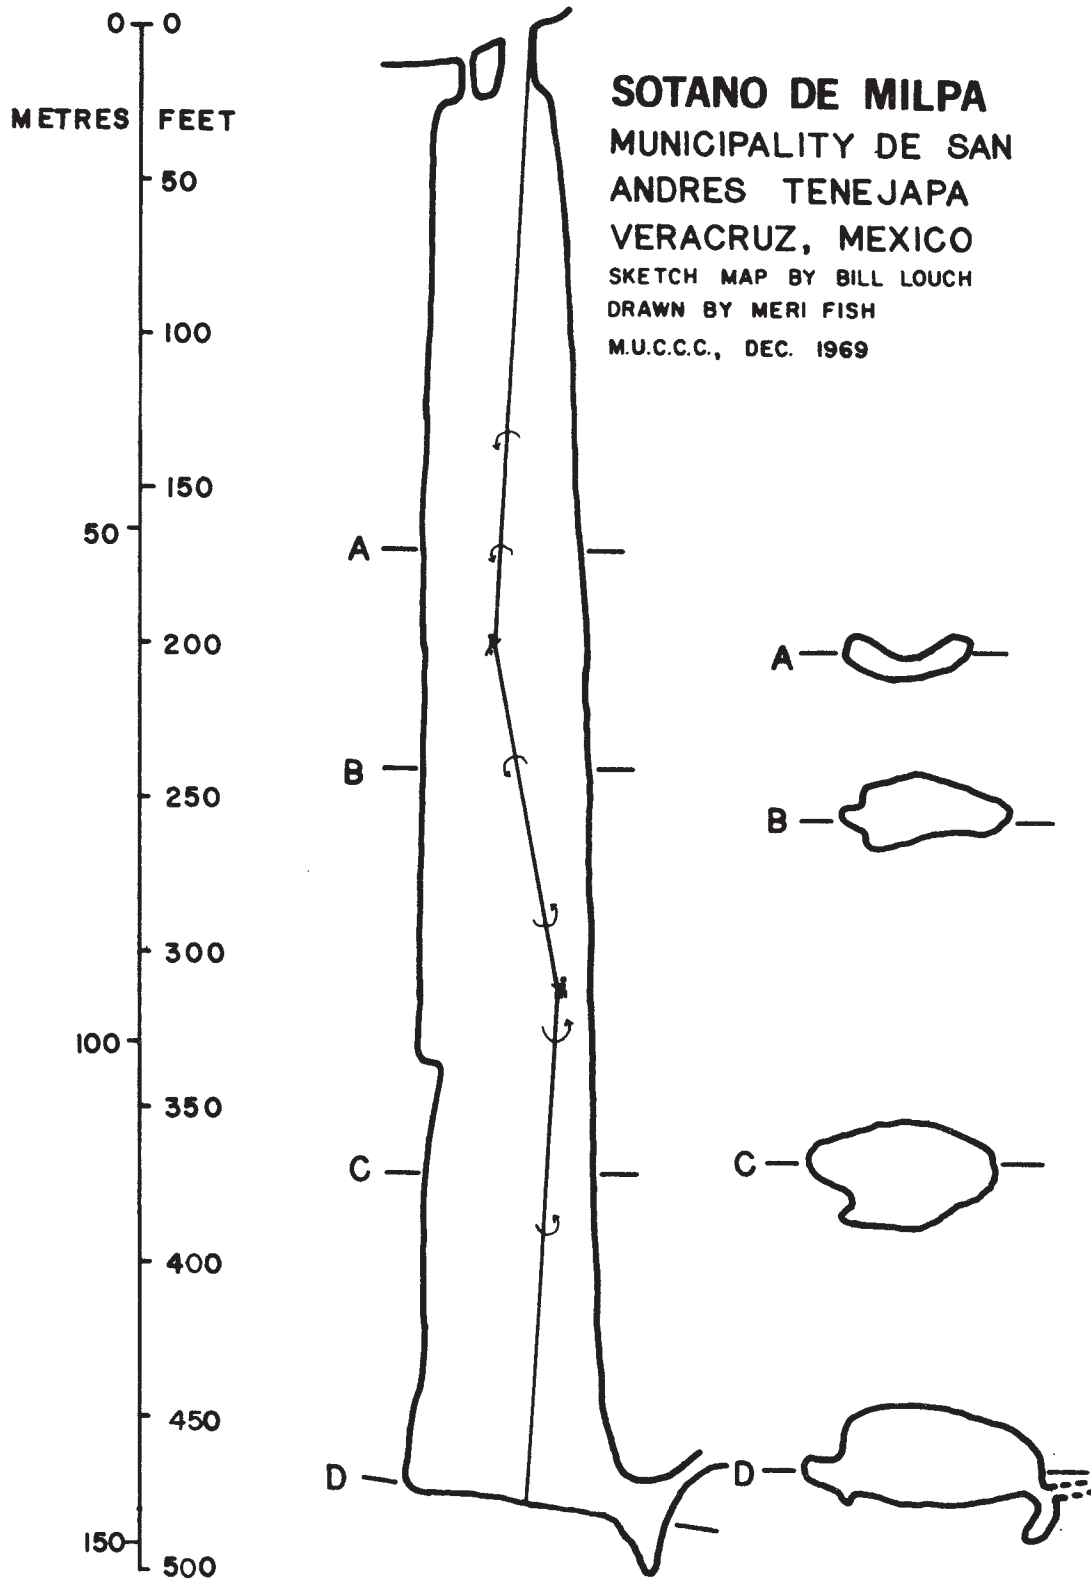 0 0
METRES FEET
50
100
150
50
200
250
300
100
350
400
450
150
500
SOTANO DE MILPA
MUNICIPALITY DE SAN
ANDRES TENEJAPA
VERACRUZ, MEXICO
SKETCH MAP BY BILL LOUCH
DRAWN BY MERI FISH
M.U.C.C.C., DEC. 1969
A
B
C
D
A
B
C
D